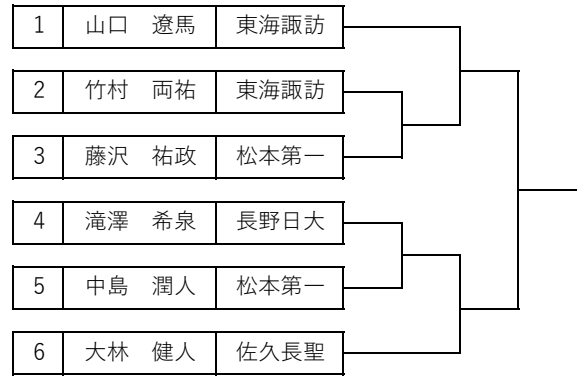 1 山口　遼馬 東海諏訪
2 竹村　両祐 東海諏訪
3 藤沢　祐政 松本第一
4 滝澤　希泉 長野日大
5 中島　潤人 松本第一
6 大林　健人 佐久長聖